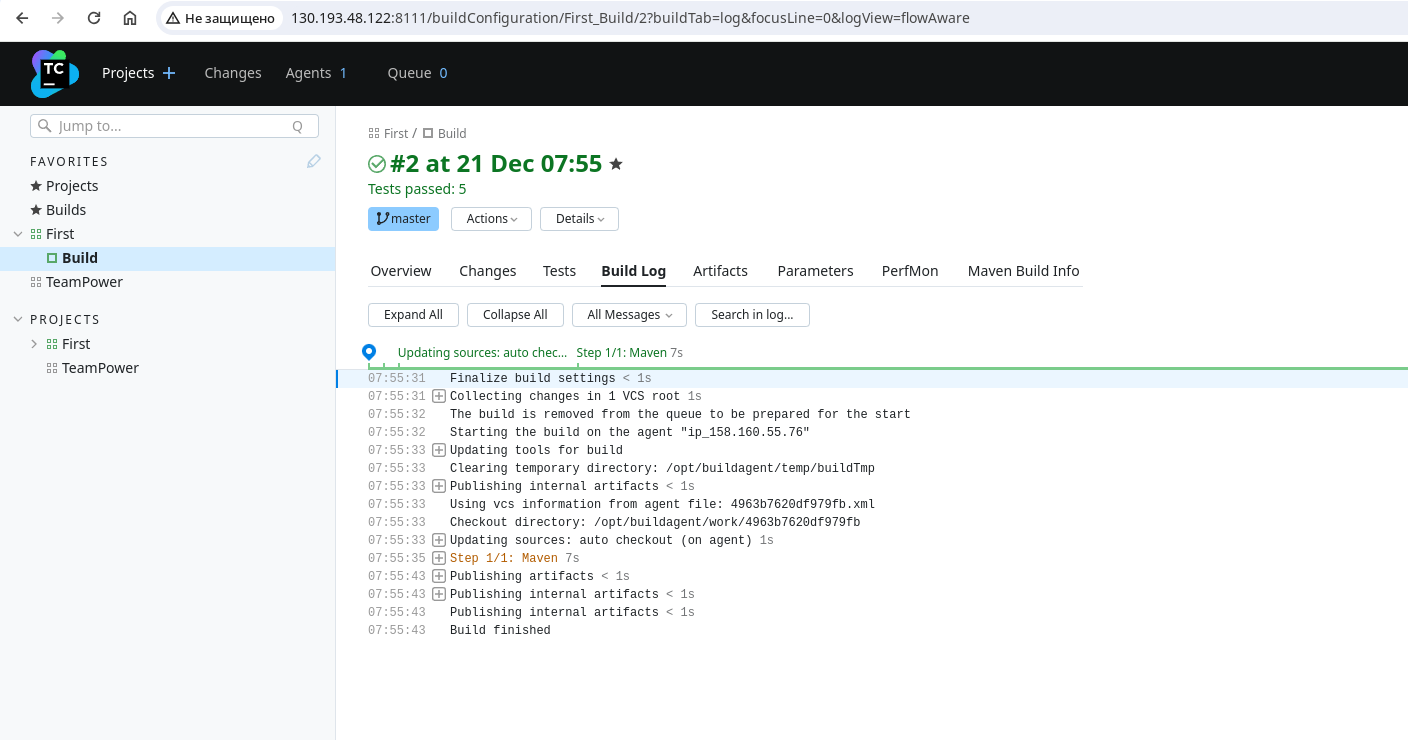 Не защищено 130.193.48.122:8111/buildConfiguration/First_Build/2?buildTab=log&focusLine=0&logView=flowAware
TC Projects Changes Agents 1 Queue 0
Jump to... Q
FAVORITES
Projects
Builds
First
Build
TeamPower
PROJECTS
First
TeamPower
First / Build
#2 at 21 Dec 07:55
Tests passed: 5
master Actions Details
Overview Changes Tests Build Log Artifacts Parameters PerfMon Maven Build Info
Expand All Collapse All All Messages Search in log...
Updating sources: auto chec... Step 1/1: Maven 7s
07:55:31 Finalize build settings < 1s
07:55:31 Collecting changes in 1 VCS root 1s
07:55:32 The build is removed from the queue to be prepared for the start
07:55:32 Starting the build on the agent "ip_158.160.55.76"
07:55:33 Updating tools for build
07:55:33 Clearing temporary directory: /opt/buildagent/temp/buildTmp
07:55:33 Publishing internal artifacts < 1s
07:55:33 Using vcs information from agent file: 4963b7620df979fb.xml
07:55:33 Checkout directory: /opt/buildagent/work/4963b7620df979fb
07:55:33 Updating sources: auto checkout (on agent) 1s
07:55:35 Step 1/1: Maven 7s
07:55:43 Publishing artifacts < 1s
07:55:43 Publishing internal artifacts < 1s
07:55:43 Publishing internal artifacts < 1s
07:55:43 Build finished